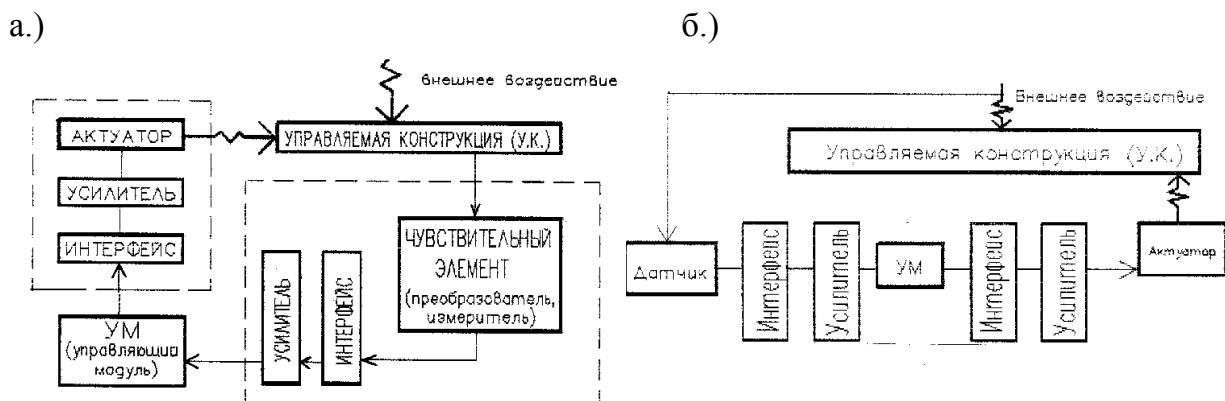 а.)
внешнее воздействие
АКТУАТОР
УПРАВЛЯЕМАЯ КОНСТРУКЦИЯ (У.К.)
УСИЛИТЕЛЬ
ИНТЕРФЕЙС
ЧУВСТВИТЕЛЬНЫЙ
ЭЛЕМЕНТ
(преобразователь,
измеритель)
УСИЛИТЕЛЬ
ИНТЕРФЕЙС
УМ
(управляющий
модуль)
б.)
Внешнее воздействие
Управляемая конструкция (У.К.)
Датчик
Интерфейс
Усилитель
УМ
Интерфейс
Усилитель
Актуатор